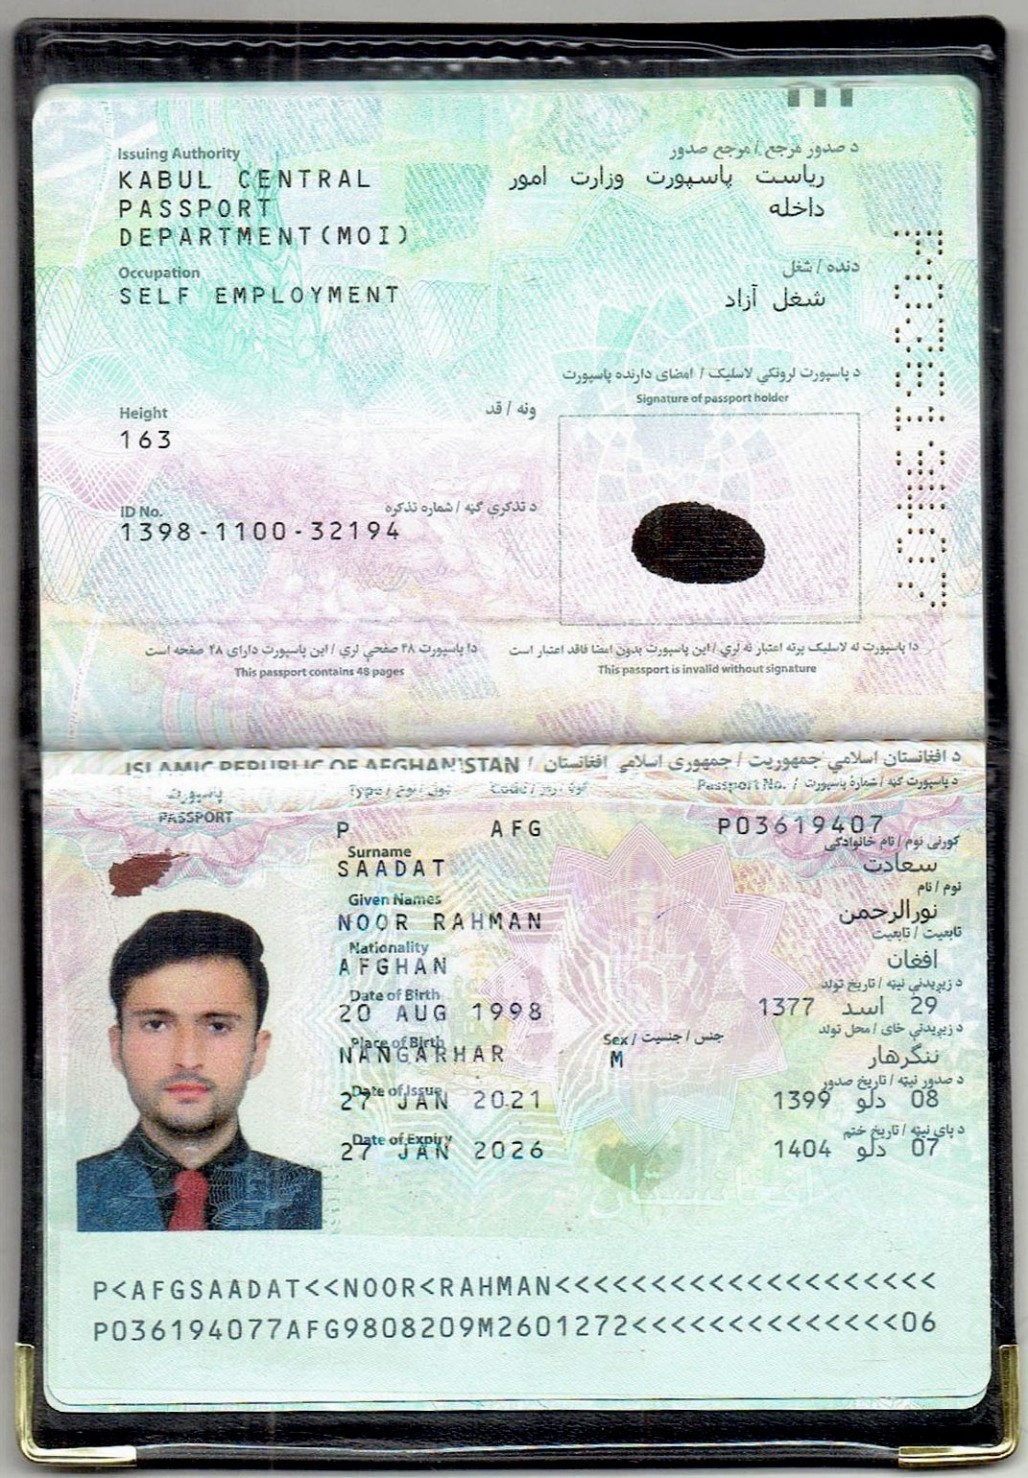 Issuing Authority
د صدور مرجع / مرجع صدور
KABUL CENTRAL
PASSPORT
DEPARTMENT(MOI)
ریاست پاسپورت وزارت امور
داخله
Occupation
دنده / شغل
SELF EMPLOYMENT
شغل آزاد
د پاسپورت لرونکي لاسلیک / امضای دارنده پاسپورت
Signature of passport holder
Height
ونه / قد
163
ID No.
د تذکرې ګڼه / شماره تذکره
1398-1100-32194
P03619407
دا پاسپورت ۴۸ صفحې لري / این پاسپورت دارای ۴۸ صفحه است
This passport contains 48 pages
دا پاسپورت له لاسلیک پرته اعتبار نه لري / این پاسپورت بدون امضا فاقد اعتبار است
This passport is invalid without signature
ISLAMIC REPUBLIC OF AFGHANISTAN / د افغانستان اسلامي جمهوریت / جمهوری اسلامی افغانستان
پاسپورت
PASSPORT
Type / نوع
Code /
Passport No. / د پاسپورت ګڼه / شمارهٔ پاسپورت
P AFG P03619407
Surname
کورنی نوم / نام خانوادگی
SAADAT
سعادت
Given Names
نوم / نام
NOOR RAHMAN
نورالرحمن
Nationality
تابعیت / تابعیت
AFGHAN
افغان
Date of Birth
د زیږیدنې نیټه / تاریخ تولد
20 AUG 1998
29 اسد 1377
Place of Birth
د زیږیدنې ځای / محل تولد
Sex / جنس / جنسیت
NANGARHAR
M
ننگرهار
Date of Issue
د صدور نیټه / تاریخ صدور
27 JAN 2021
08 دلو 1399
Date of Expiry
د پای نیټه / تاریخ ختم
27 JAN 2026
07 دلو 1404
افغانستان
P<AFGSAADAT<<NOOR<RAHMAN<<<<<<<<<<<<<<<<<<<<
P036194077AFG9808209M2601272<<<<<<<<<<<<<<06